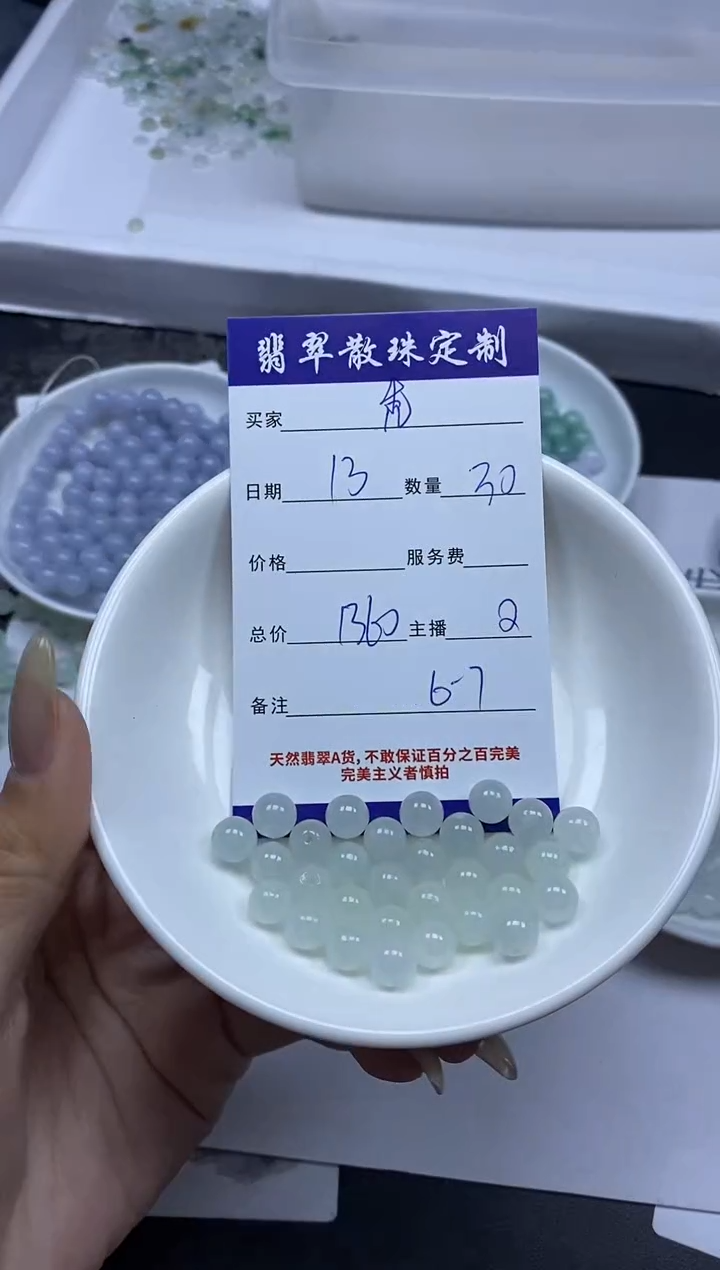 翡翠散珠定制
买家
日期 13 数量 30
价格 服务费
总价 1360 主播 2
备注 6-7
天然翡翠A货,不敢保证百分之百完美
完美主义者慎拍